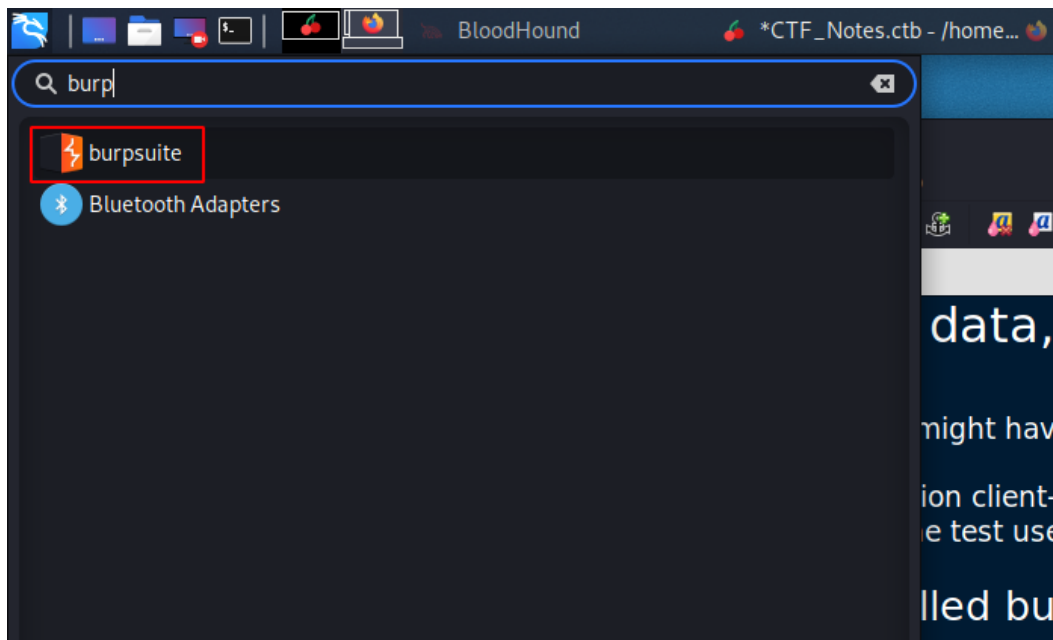 BloodHound
*CTF_Notes.ctb - /home...
burp
burpsuite
Bluetooth Adapters
data,
might hav
ion client-
e test use
lled bu